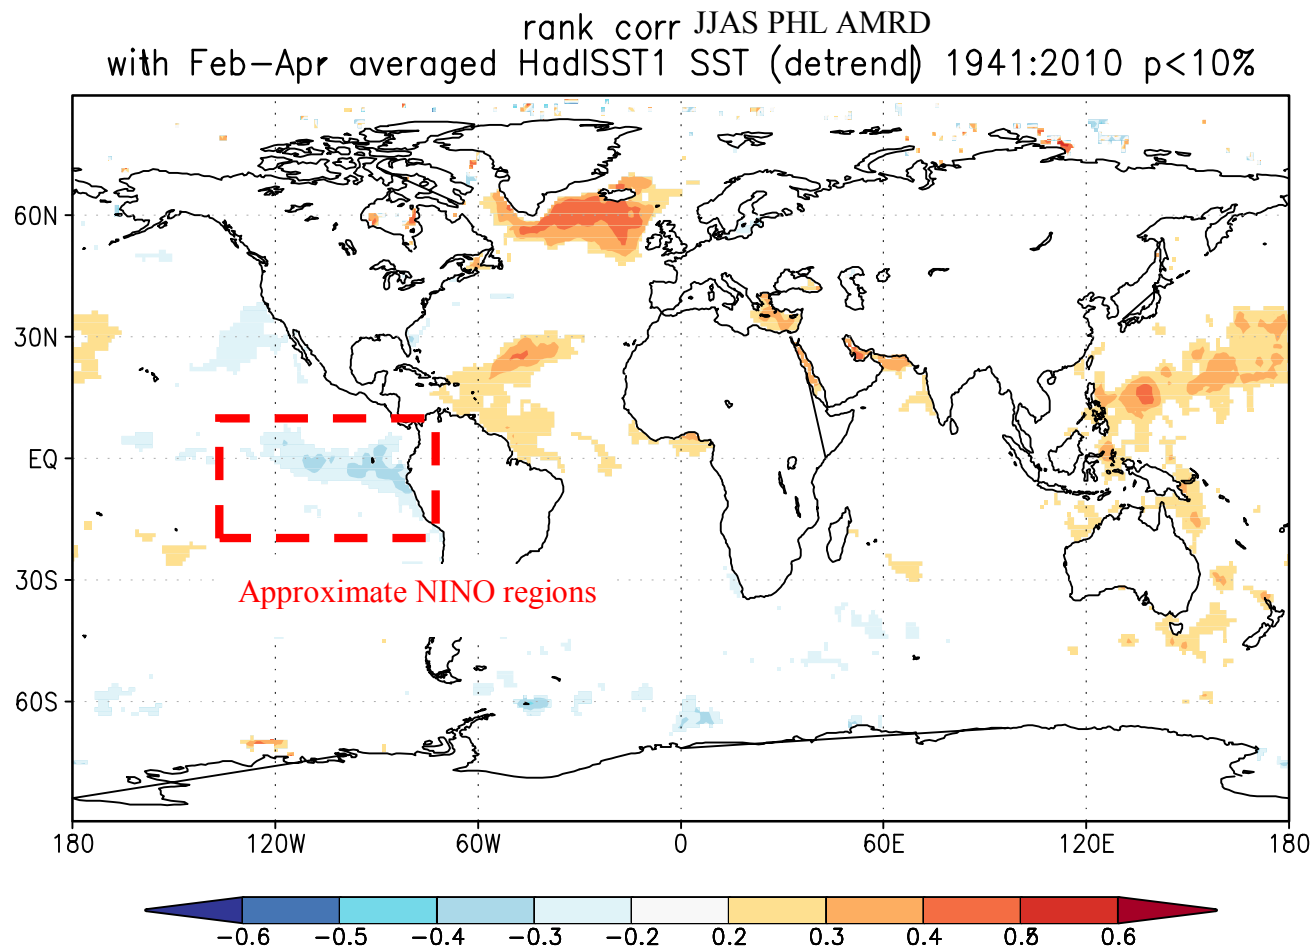 rank corr JJAS PHL AMRD
with Feb-Apr averaged HadISST1 SST (detrend) 1941:2010 p<10%
60N
30N
EQ
Approximate NINO regions
30S
60S
180 120W 60W 0 60E 120E 180
-0.6 -0.5 -0.4 -0.3 -0.2 0.2 0.3 0.4 0.8 0.6